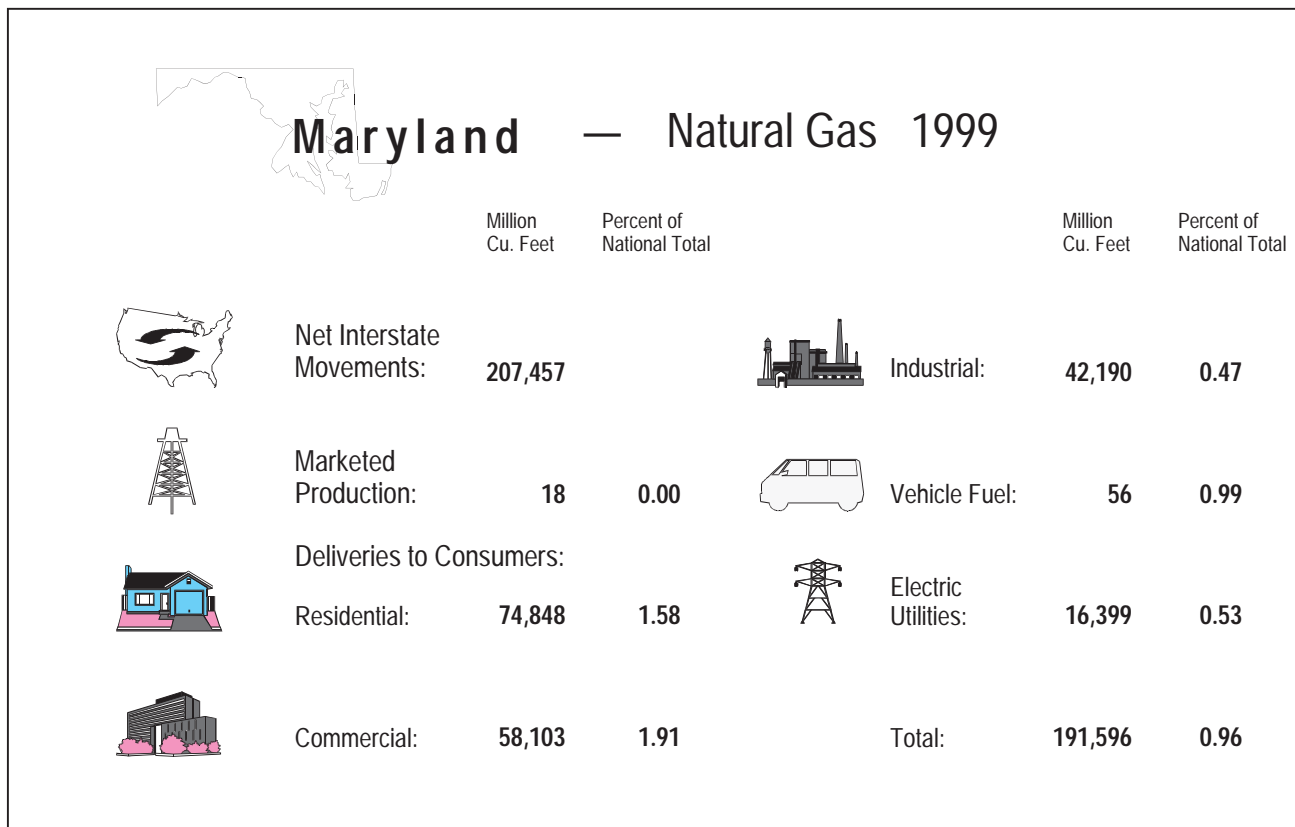 Maryland — Natural Gas 1999
Million Cu. Feet
Percent of National Total
Million Cu. Feet
Percent of National Total
Net Interstate
Movements: 207,457
Marketed
Production: 18 0.00
Deliveries to Consumers:
Residential: 74,848 1.58
Commercial: 58,103 1.91
Industrial: 42,190 0.47
Vehicle Fuel: 56 0.99
Electric
Utilities: 16,399 0.53
Total: 191,596 0.96